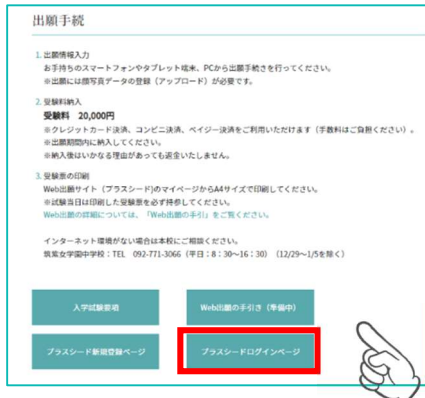 出願手続
1. 出願情報入力
お手持ちのスマートフォンやタブレット端末、PCから出願手続きを行ってください。
※出願には顔写真データの登録（アップロード）が必要です。
2. 受験料納入
受験料　20,000円
※クレジットカード決済、コンビニ決済、ペイジー決済をご利用いただけます（手数料はご負担ください）。
※出願期間内に納入してください。
※納入後はいかなる理由があっても返金いたしません。
3. 受験票の印刷
Web出願サイト（プラスシード)のマイページからA4サイズで印刷してください。
※試験当日は印刷した受験票を必ず持参してください。
Web出願の詳細については、「Web出願の手引」をご覧ください。
インターネット環境がない場合は本校にご相談ください。
筑紫女学園中学校：TEL　092-771-3066（平日：8：30～16：30）（12/29～1/5を除く）
入学試験要項
Web出願の手引き（準備中）
プラスシード新規登録ページ
プラスシードログインページ